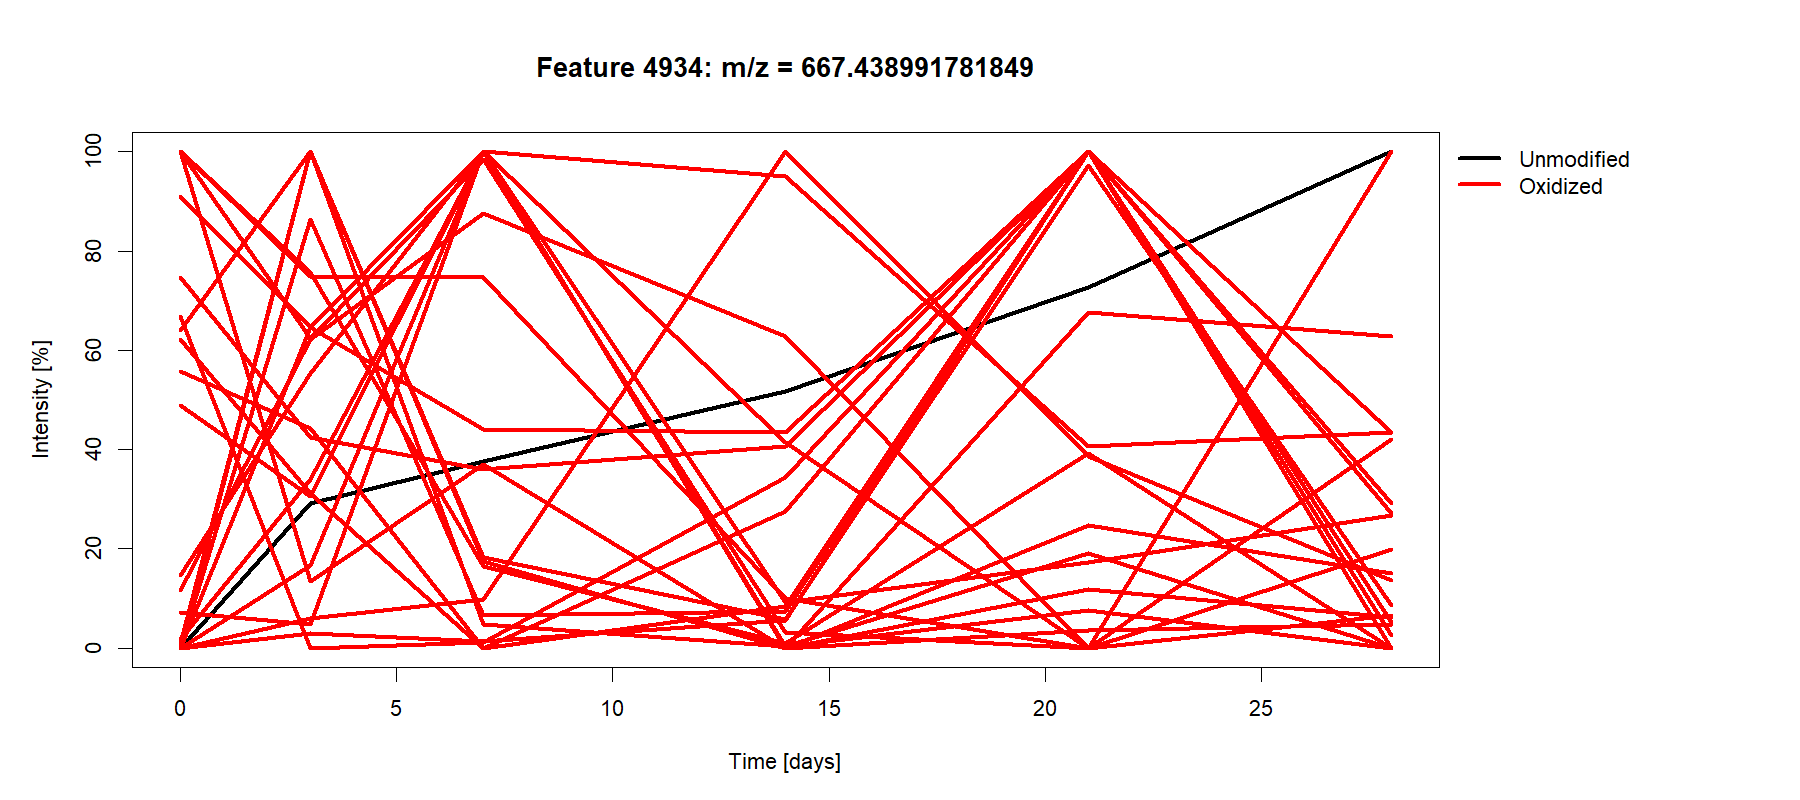 Feature 4934: m/z = 667.438991781849
Unmodified
Oxidized
Intensity [%]
100
80
60
40
20
0
0 5 10 15 20 25
Time [days]